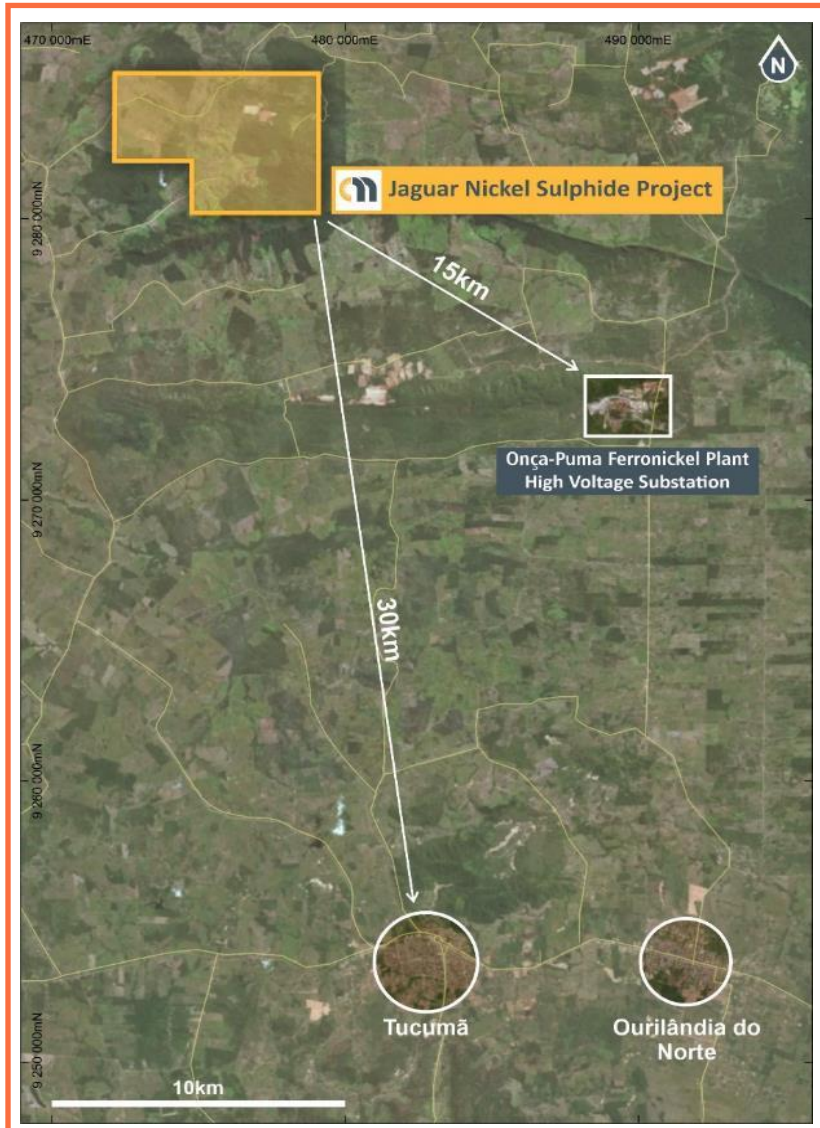 470 000mE
480 000mE
490 000mE
N
Jaguar Nickel Sulphide Project
9 280 000mN
15km
Onça-Puma Ferronickel Plant
High Voltage Substation
9 270 000mN
30km
9 260 000mN
Tucumã
Ourilândia do
Norte
9 250 000mN
10km